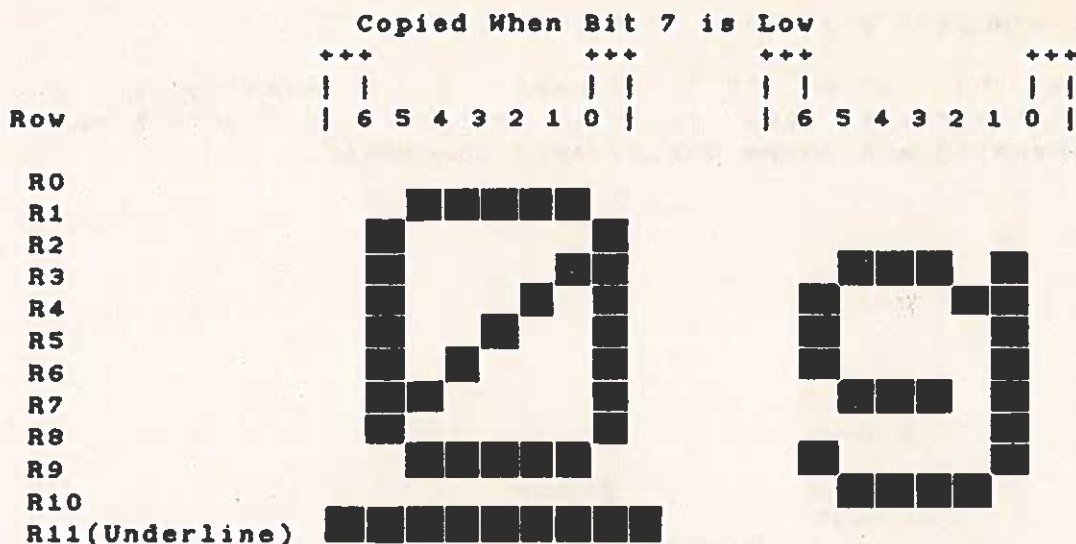 Copied When Bit 7 is Low
+++ +++ +++ +++
| | | | | | | |
Row | 6 5 4 3 2 1 0 | | 6 5 4 3 2 1 0 |
R0
R1
R2
R3
R4
R5
R6
R7
R8
R9
R10
R11(Underline)